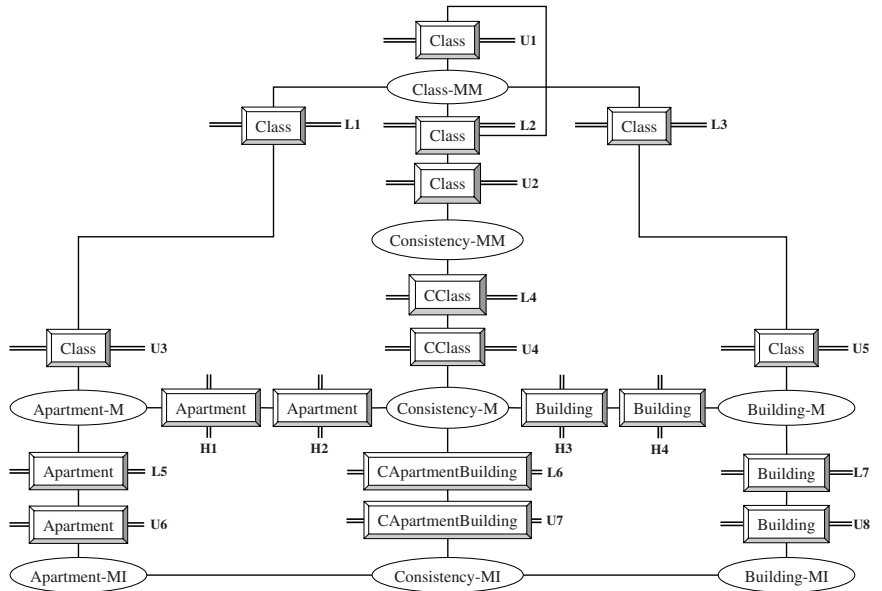 Class U1
Class-MM
Class L1
Class L2
Class L3
Class U2
Consistency-MM
CClass L4
Class U3
CClass U4
Class U5
Apartment-M
Apartment
Apartment
Consistency-M
Building
Building
Building-M
H1
H2
H3
H4
Apartment L5
CApartmentBuilding L6
Building L7
Apartment U6
CApartmentBuilding U7
Building U8
Apartment-MI
Consistency-MI
Building-MI